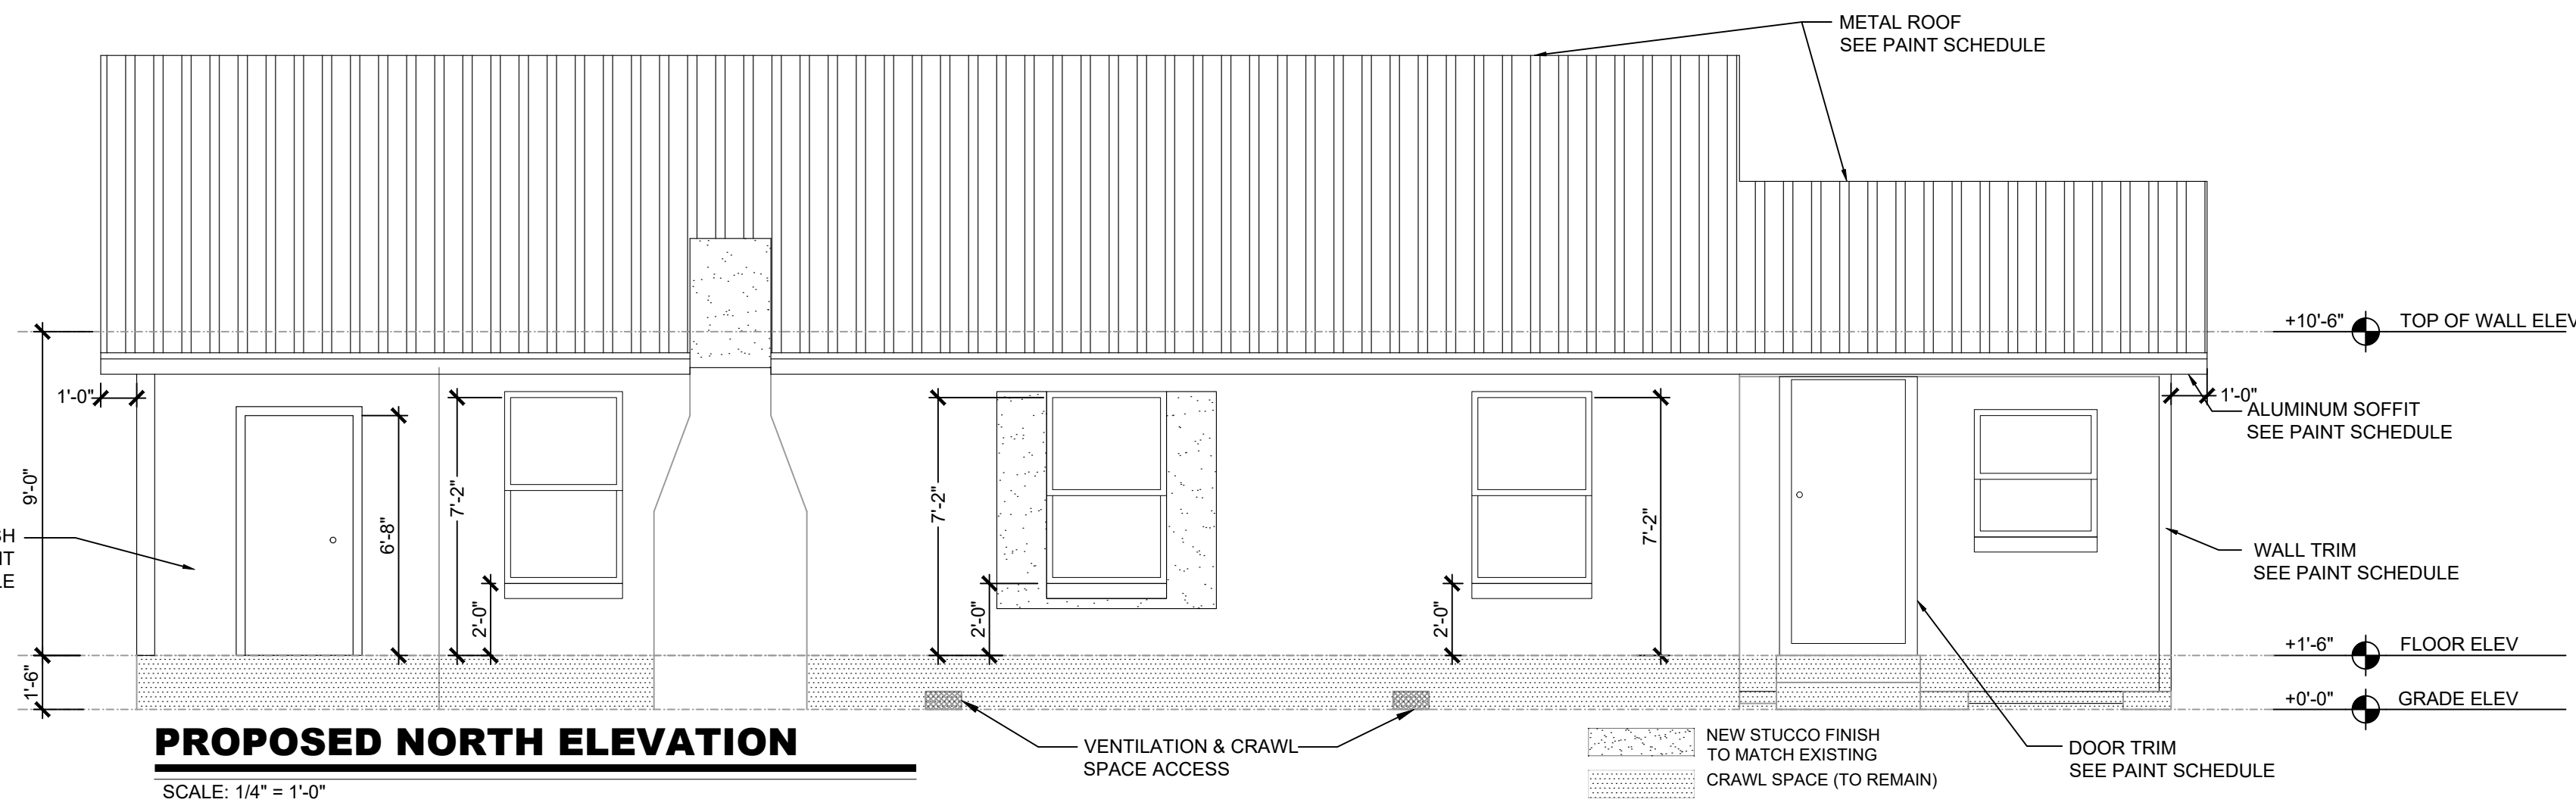 METAL ROOF
SEE PAINT SCHEDULE
+10'-6"
TOP OF WALL ELEV
1'-0"
1'-0"
ALUMINUM SOFFIT
SEE PAINT SCHEDULE
9'-0"
6'-8"
7'-2"
2'-0"
7'-2"
2'-0"
2'-0"
7'-2"
WALL TRIM
SEE PAINT SCHEDULE
1'-6"
+1'-6"
FLOOR ELEV
+0'-0"
GRADE ELEV
PROPOSED NORTH ELEVATION
SCALE: 1/4" = 1'-0"
VENTILATION & CRAWL
SPACE ACCESS
NEW STUCCO FINISH
TO MATCH EXISTING
CRAWL SPACE (TO REMAIN)
DOOR TRIM
SEE PAINT SCHEDULE